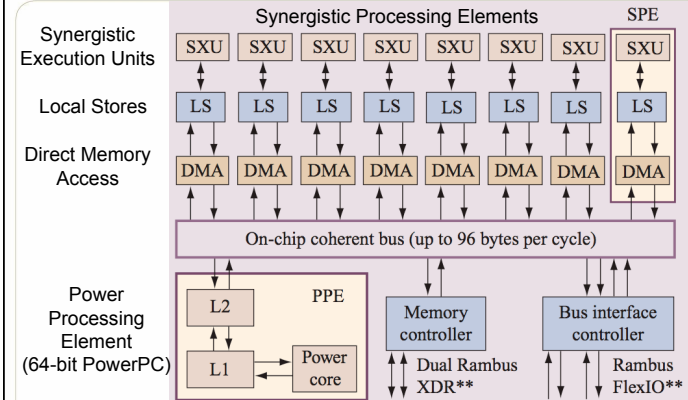 Synergistic Processing Elements
SPE
Synergistic
Execution Units
SXU SXU SXU SXU SXU SXU SXU SXU
Local Stores
LS LS LS LS LS LS LS LS
Direct Memory
Access
DMA DMA DMA DMA DMA DMA DMA DMA
On-chip coherent bus (up to 96 bytes per cycle)
Power
Processing
Element
(64-bit PowerPC)
PPE
L2
L1
Power
core
Memory
controller
Dual Rambus
XDR**
Bus interface
controller
Rambus
FlexIO**